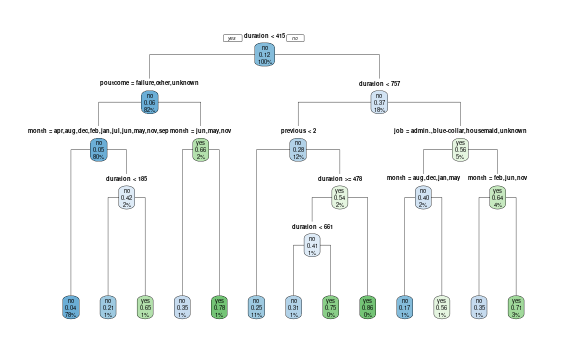 yes duration < 415 no
no
0.12
100%
poutcome = failure,other,unknown
duration < 757
no
0.06
82%
no
0.37
18%
month = apr,aug,dec,feb,jan,jul,jun,may,nov,sep
month = jun,may,nov
previous < 2
job = admin.,blue-collar,housemaid,unknown
no
0.05
80%
yes
0.66
2%
no
0.28
12%
yes
0.56
5%
duration < 185
duration >= 478
month = aug,dec,jan,may
month = feb,jun,nov
no
0.42
2%
yes
0.54
2%
no
0.40
2%
yes
0.64
4%
duration < 661
no
0.41
1%
no
0.04
78%
no
0.21
1%
yes
0.65
1%
no
0.35
1%
yes
0.78
1%
no
0.25
11%
no
0.31
1%
yes
0.75
0%
yes
0.86
0%
no
0.17
1%
yes
0.56
1%
no
0.35
1%
yes
0.71
3%